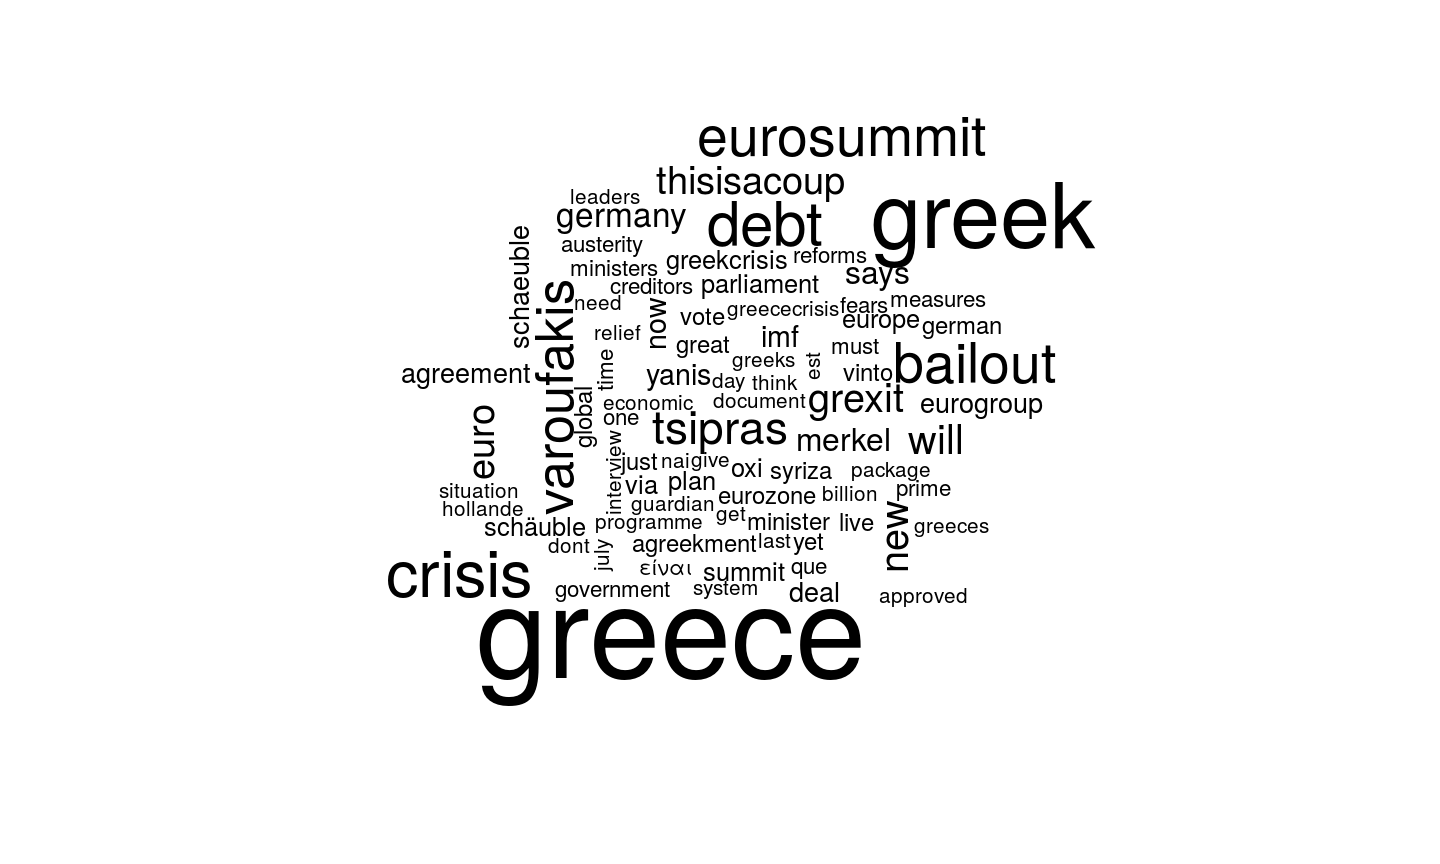 eurosummit
thisisacoup
leaders
germany
debt
greek
schaeuble
austerity
greekcrisis
reforms
ministers
says
creditors
parliament
varoufakis
need
now
vote
greececrisis
fears
measures
europe
german
relief
great
imf
must
bailout
greeks
est
time
agreement
yanis
day
think
vinto
global
economic
document
grexit
eurogroup
euro
one
tsipras
merkel
will
interview
just
nai
give
oxi
syriza
package
situation
via
plan
eurozone
billion
prime
hollande
guardian
schäuble
programme
get
minister
live
new
greeces
dont
july
agreekment
last
yet
crisis
είναι
summit
que
government
system
deal
approved
greece